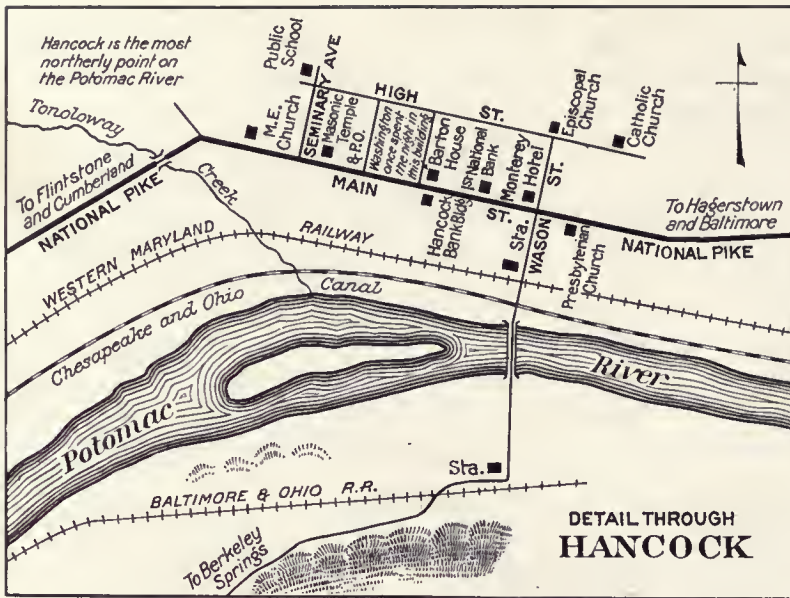 Hancock is the most
northerly point on
the Potomac River
Public School
SEMINARY AVE
M.E.
Church
Masonic
Temple
& P.O.
HIGH
ST.
Washington
once spent
the night in
this building
Barton
House
1st National
Bank
Monterey
Hotel
Episcopal
Church
Catholic
Church
Tonoloway
Creek
To Flintstone
and Cumberland
NATIONAL PIKE
MAIN
ST.
Hancock
Bank Bldg
Sta.
WASON
ST.
Presbyterian
Church
To Hagerstown
and Baltimore
NATIONAL PIKE
WESTERN MARYLAND
RAILWAY
Chesapeake and Ohio
Canal
Potomac
River
Sta.
BALTIMORE & OHIO R.R.
To Berkeley
Springs
DETAIL THROUGH
HANCOCK